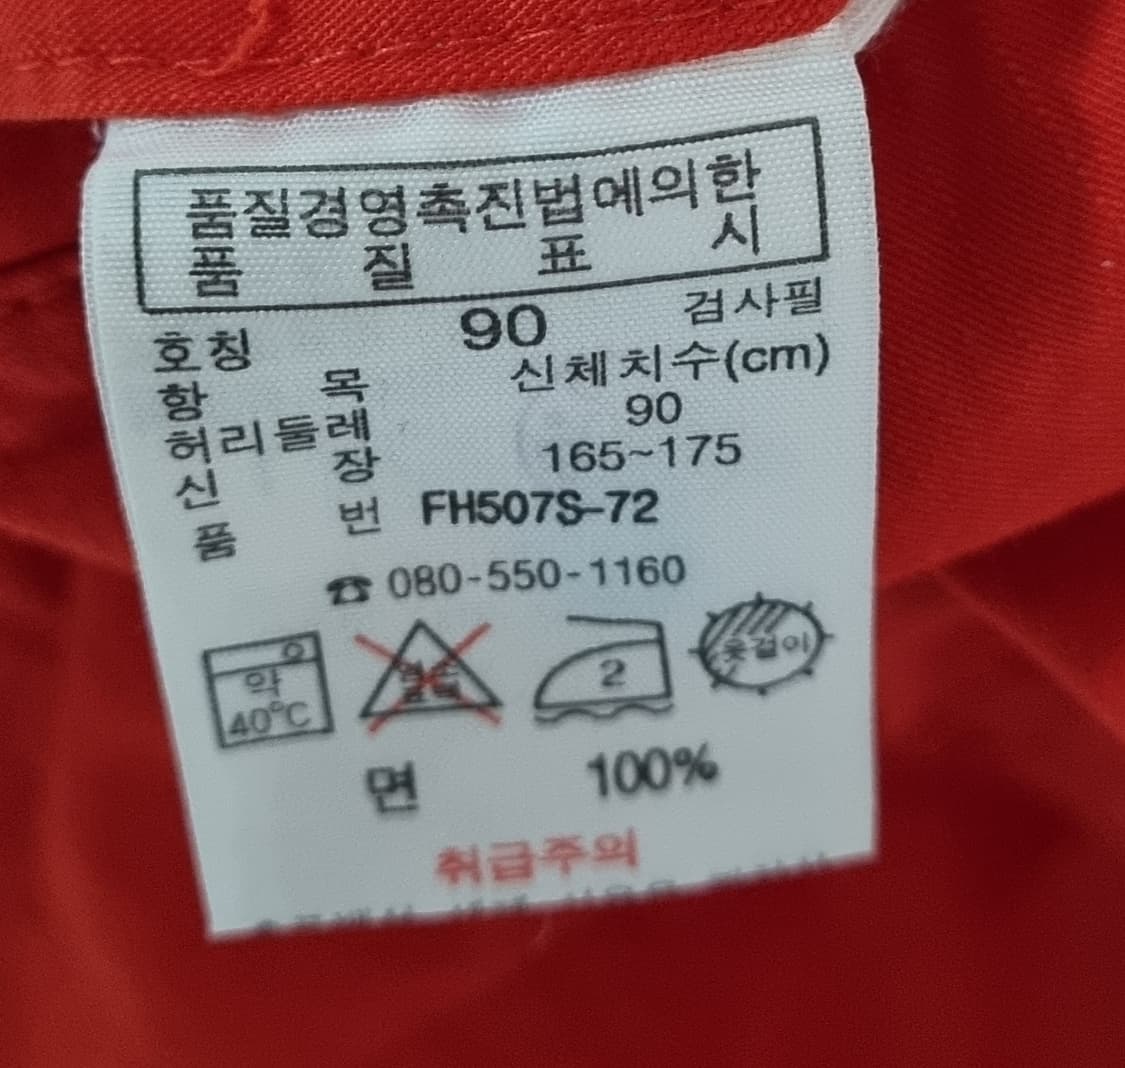 품질경영촉진법에의한
품 질 표 시
검사필
호칭 90
항 목 신체치수(cm)
허리둘레 90
신 장 165~175
품 번 FH507S-72
☎ 080-550-1160
약 40°C
염소
2
옷걸이
면 100%
취급주의